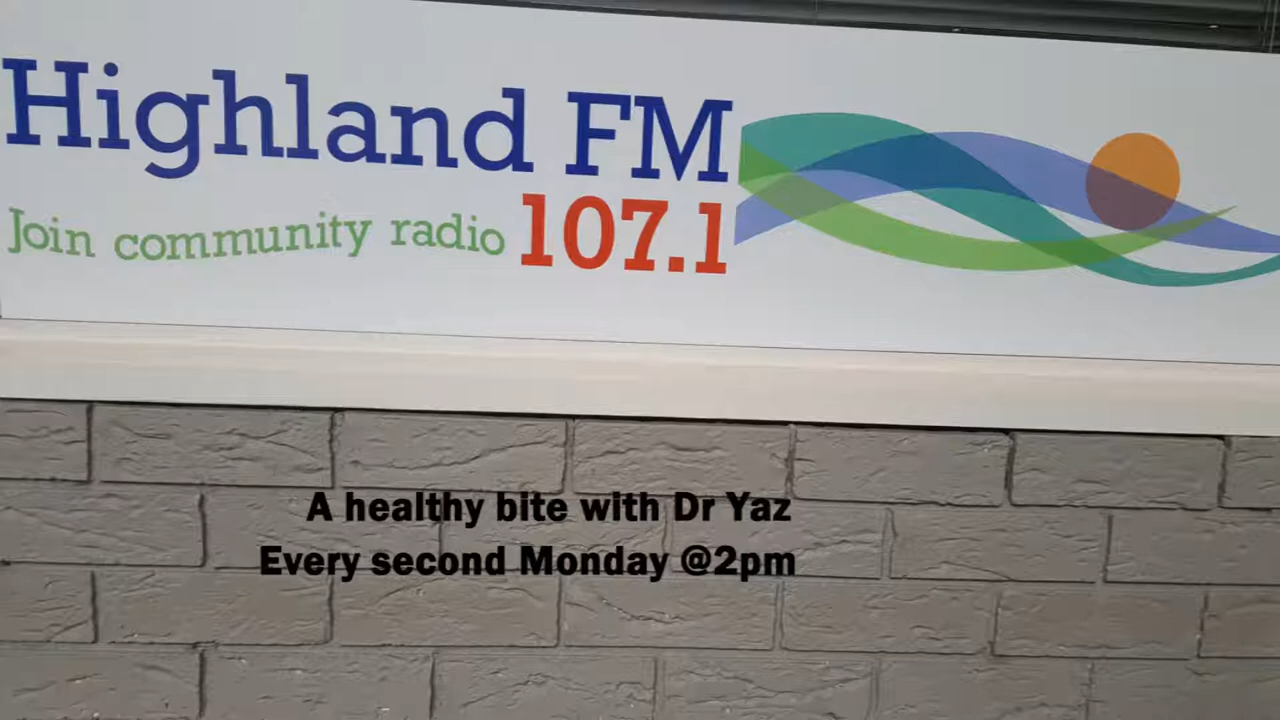 Highland FM
Join community radio 107.1
A healthy bite with Dr Yaz
Every second Monday @2pm